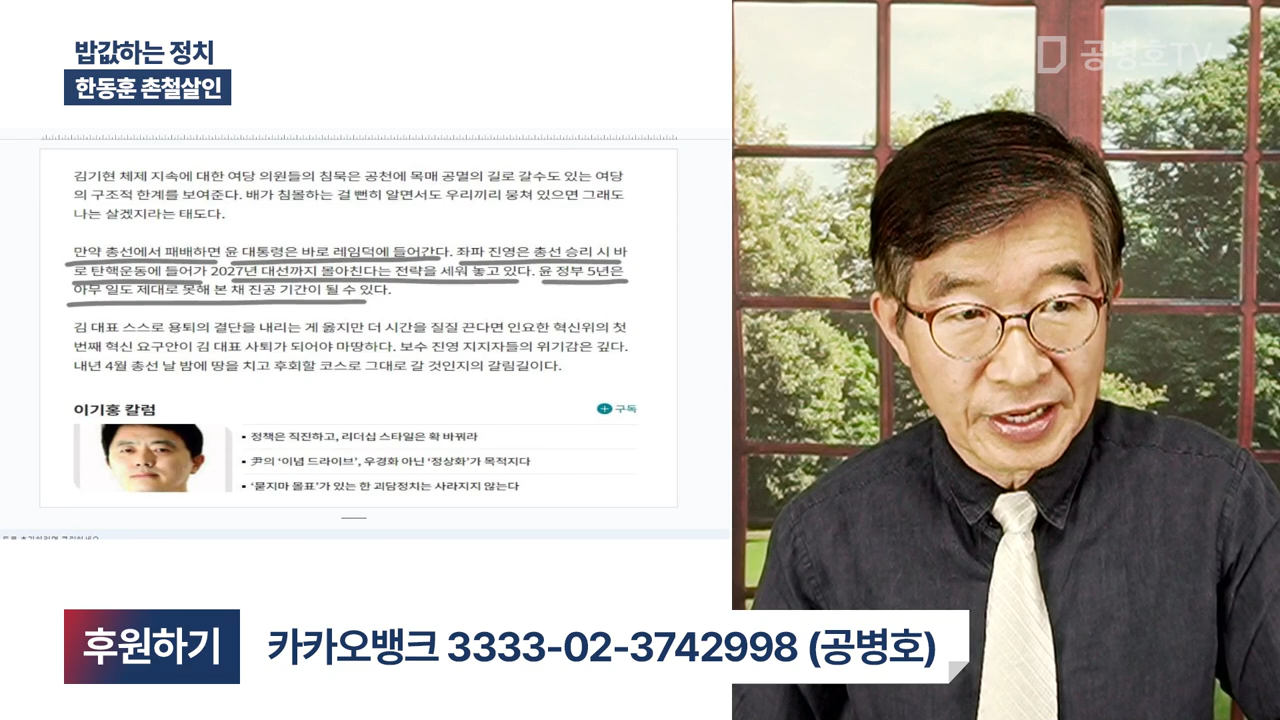 밥값하는 정치
한동훈 촌철살인
공병호TV
김기현 체제 지속에 대한 여당 의원들의 침묵은 공천에 목매 공멸의 길로 갈수도 있는 여당
의 구조적 한계를 보여준다. 배가 침몰하는 걸 뻔히 알면서도 우리끼리 뭉쳐 있으면 그래도
나는 살겠지라는 태도다.
만약 총선에서 패배하면 윤 대통령은 바로 레임덕에 들어간다. 좌파 진영은 총선 승리 시 바
로 탄핵운동에 들어가 2027년 대선까지 몰아친다는 전략을 세워 놓고 있다. 윤 정부 5년은
아무 일도 제대로 못해 본 채 진공 기간이 될 수 있다.
김 대표 스스로 용퇴의 결단을 내리는 게 옳지만 더 시간을 질질 끈다면 인요한 혁신위의 첫
번째 혁신 요구안이 김 대표 사퇴가 되어야 마땅하다. 보수 진영 지지자들의 위기감은 깊다.
내년 4월 총선 날 밤에 땅을 치고 후회할 코스로 그대로 갈 것인지의 갈림길이다.
이기홍 칼럼
+ 구독
▪ 정책은 직진하고, 리더십 스타일은 확 바꿔라
▪ 尹의 ‘이념 드라이브’, 우경화 아닌 ‘정상화’가 목적지다
▪ ‘묻지마 몰표’가 있는 한 괴담정치는 사라지지 않는다
후원하기
카카오뱅크 3333-02-3742998 (공병호)